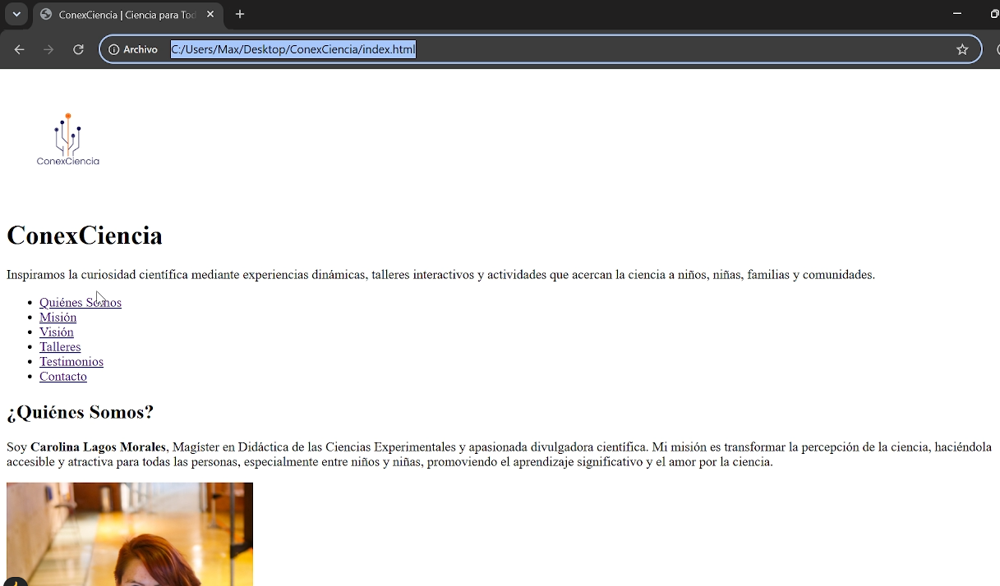 ConexCiencia | Ciencia para Tod
Archivo C:/Users/Max/Desktop/ConexCiencia/index.html
ConexCiencia
ConexCiencia
Inspiramos la curiosidad científica mediante experiencias dinámicas, talleres interactivos y actividades que acercan la ciencia a niños, niñas, familias y comunidades.
Quiénes Somos
Misión
Visión
Talleres
Testimonios
Contacto
¿Quiénes Somos?
Soy Carolina Lagos Morales, Magíster en Didáctica de las Ciencias Experimentales y apasionada divulgadora científica. Mi misión es transformar la percepción de la ciencia, haciéndola
accesible y atractiva para todas las personas, especialmente entre niños y niñas, promoviendo el aprendizaje significativo y el amor por la ciencia.